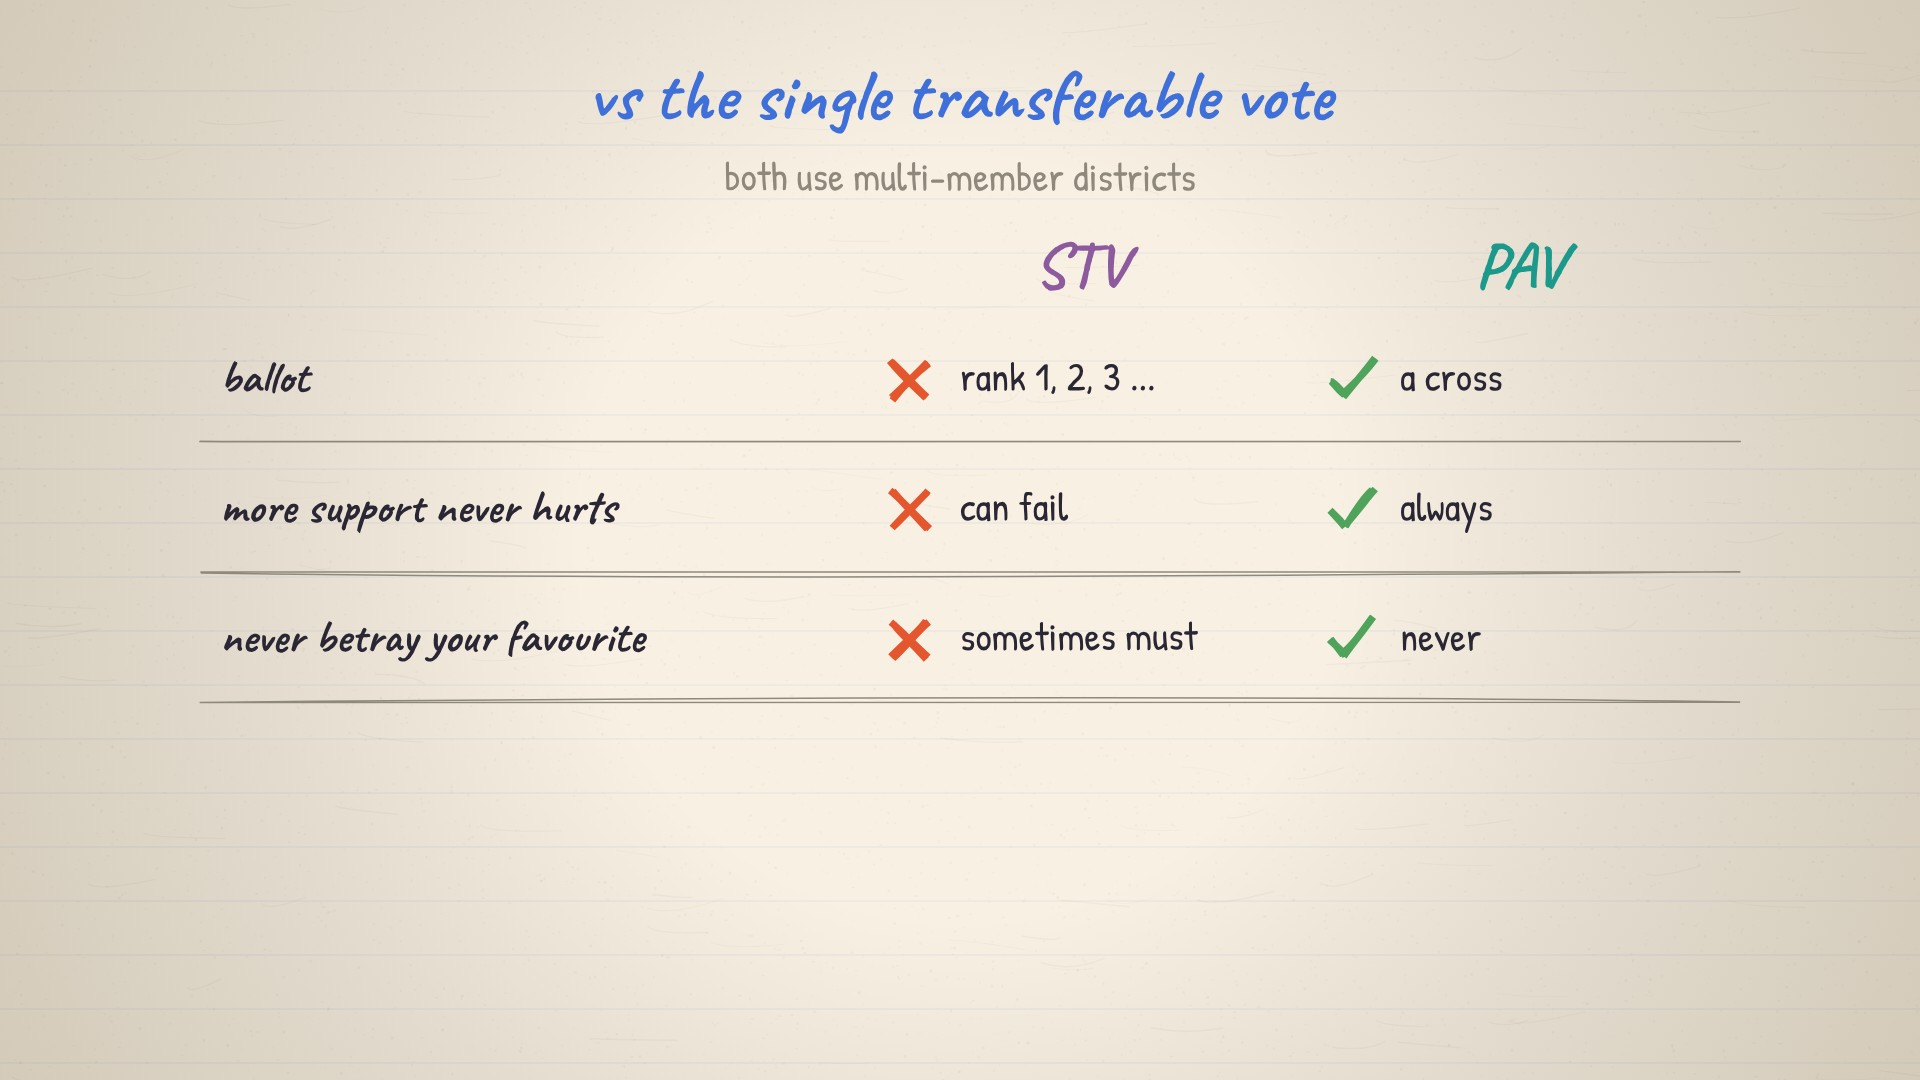 vs the single transferable vote
both use multi-member districts
STV PAV
ballot rank 1, 2, 3 ... a cross
more support never hurts can fail always
never betray your favourite sometimes must never